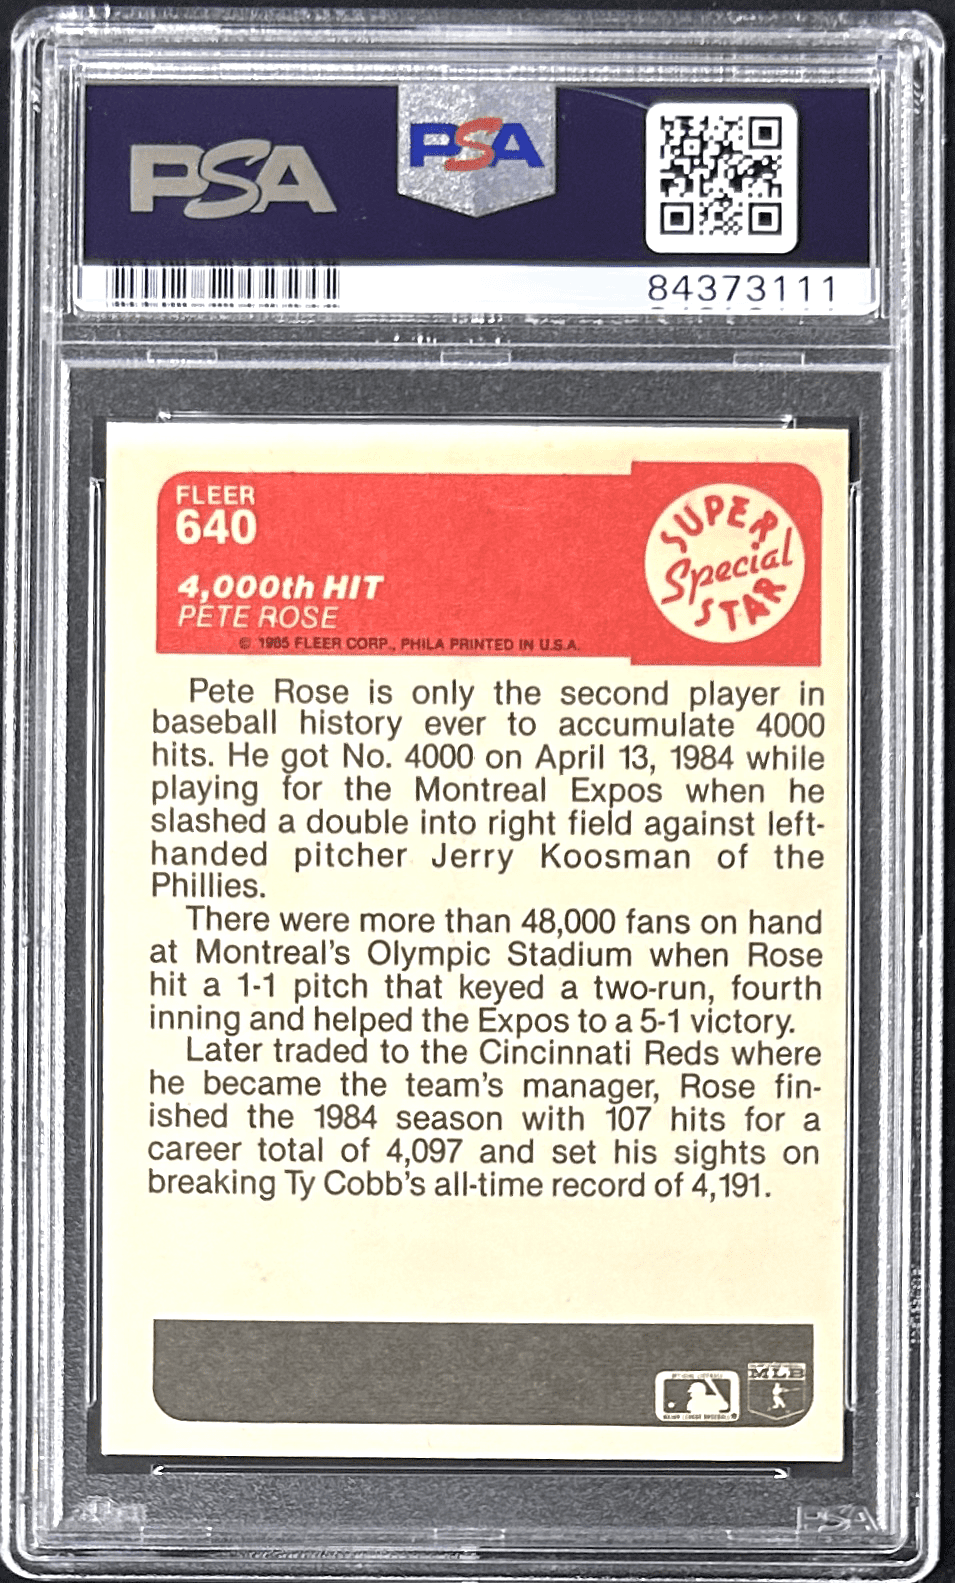 PSA
PSA
84373111
FLEER
640
4,000th HIT
PETE ROSE
© 1985 FLEER CORP., PHILA PRINTED IN U.S.A.
SUPER
Special
STAR
Pete Rose is only the second player in
baseball history ever to accumulate 4000
hits. He got No. 4000 on April 13, 1984 while
playing for the Montreal Expos when he
slashed a double into right field against left-
handed pitcher Jerry Koosman of the
Phillies.
There were more than 48,000 fans on hand
at Montreal's Olympic Stadium when Rose
hit a 1-1 pitch that keyed a two-run, fourth
inning and helped the Expos to a 5-1 victory.
Later traded to the Cincinnati Reds where
he became the team's manager, Rose fin-
ished the 1984 season with 107 hits for a
career total of 4,097 and set his sights on
breaking Ty Cobb's all-time record of 4,191.
MLB
PSA